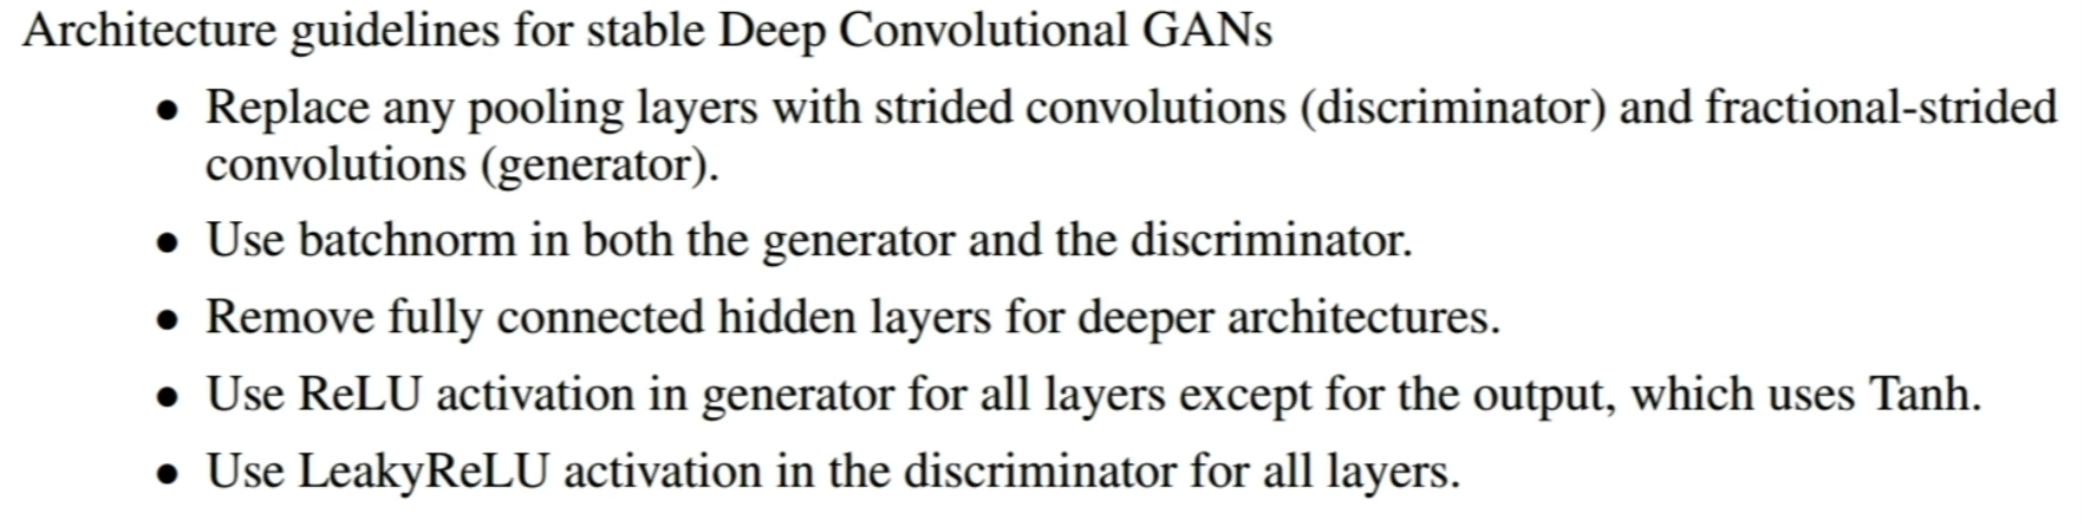 Architecture guidelines for stable Deep Convolutional GANs
• Replace any pooling layers with strided convolutions (discriminator) and fractional-strided
convolutions (generator).
• Use batchnorm in both the generator and the discriminator.
• Remove fully connected hidden layers for deeper architectures.
• Use ReLU activation in generator for all layers except for the output, which uses Tanh.
• Use LeakyReLU activation in the discriminator for all layers.